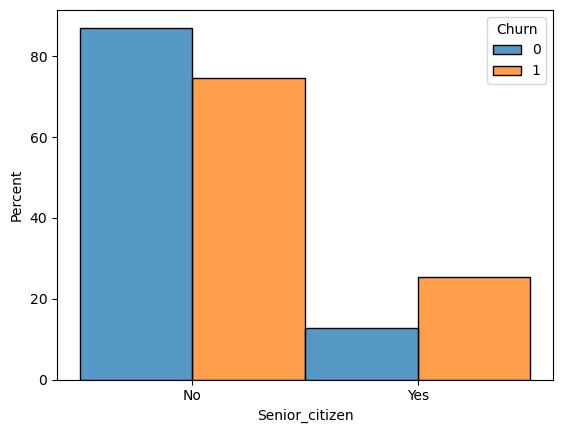 Churn
0
1
80
60
40
20
0
Percent
No
Yes
Senior_citizen